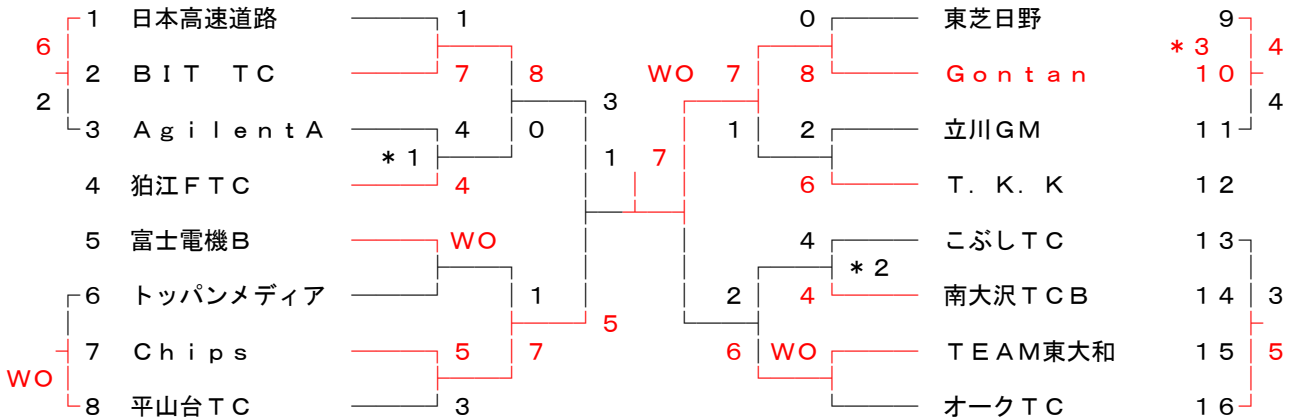 1 日本高速道路 1 0 東芝日野 9
6 *3 4
2 BIT TC 7 8 WO 7 8 Gontan 10
2 3 4
3 AgilentA 4 0 1 2 立川GM 11
*1 1 7
4 狛江FTC 4 6 T.K.K 12
5 富士電機B WO 4 こぶしTC 13
*2
6 トッパンメディア 1 2 4 南大沢TCB 14 3
5
7 Chips 5 7 6 WO TEAM東大和 15 5
WO
8 平山台TC 3 オークTC 16